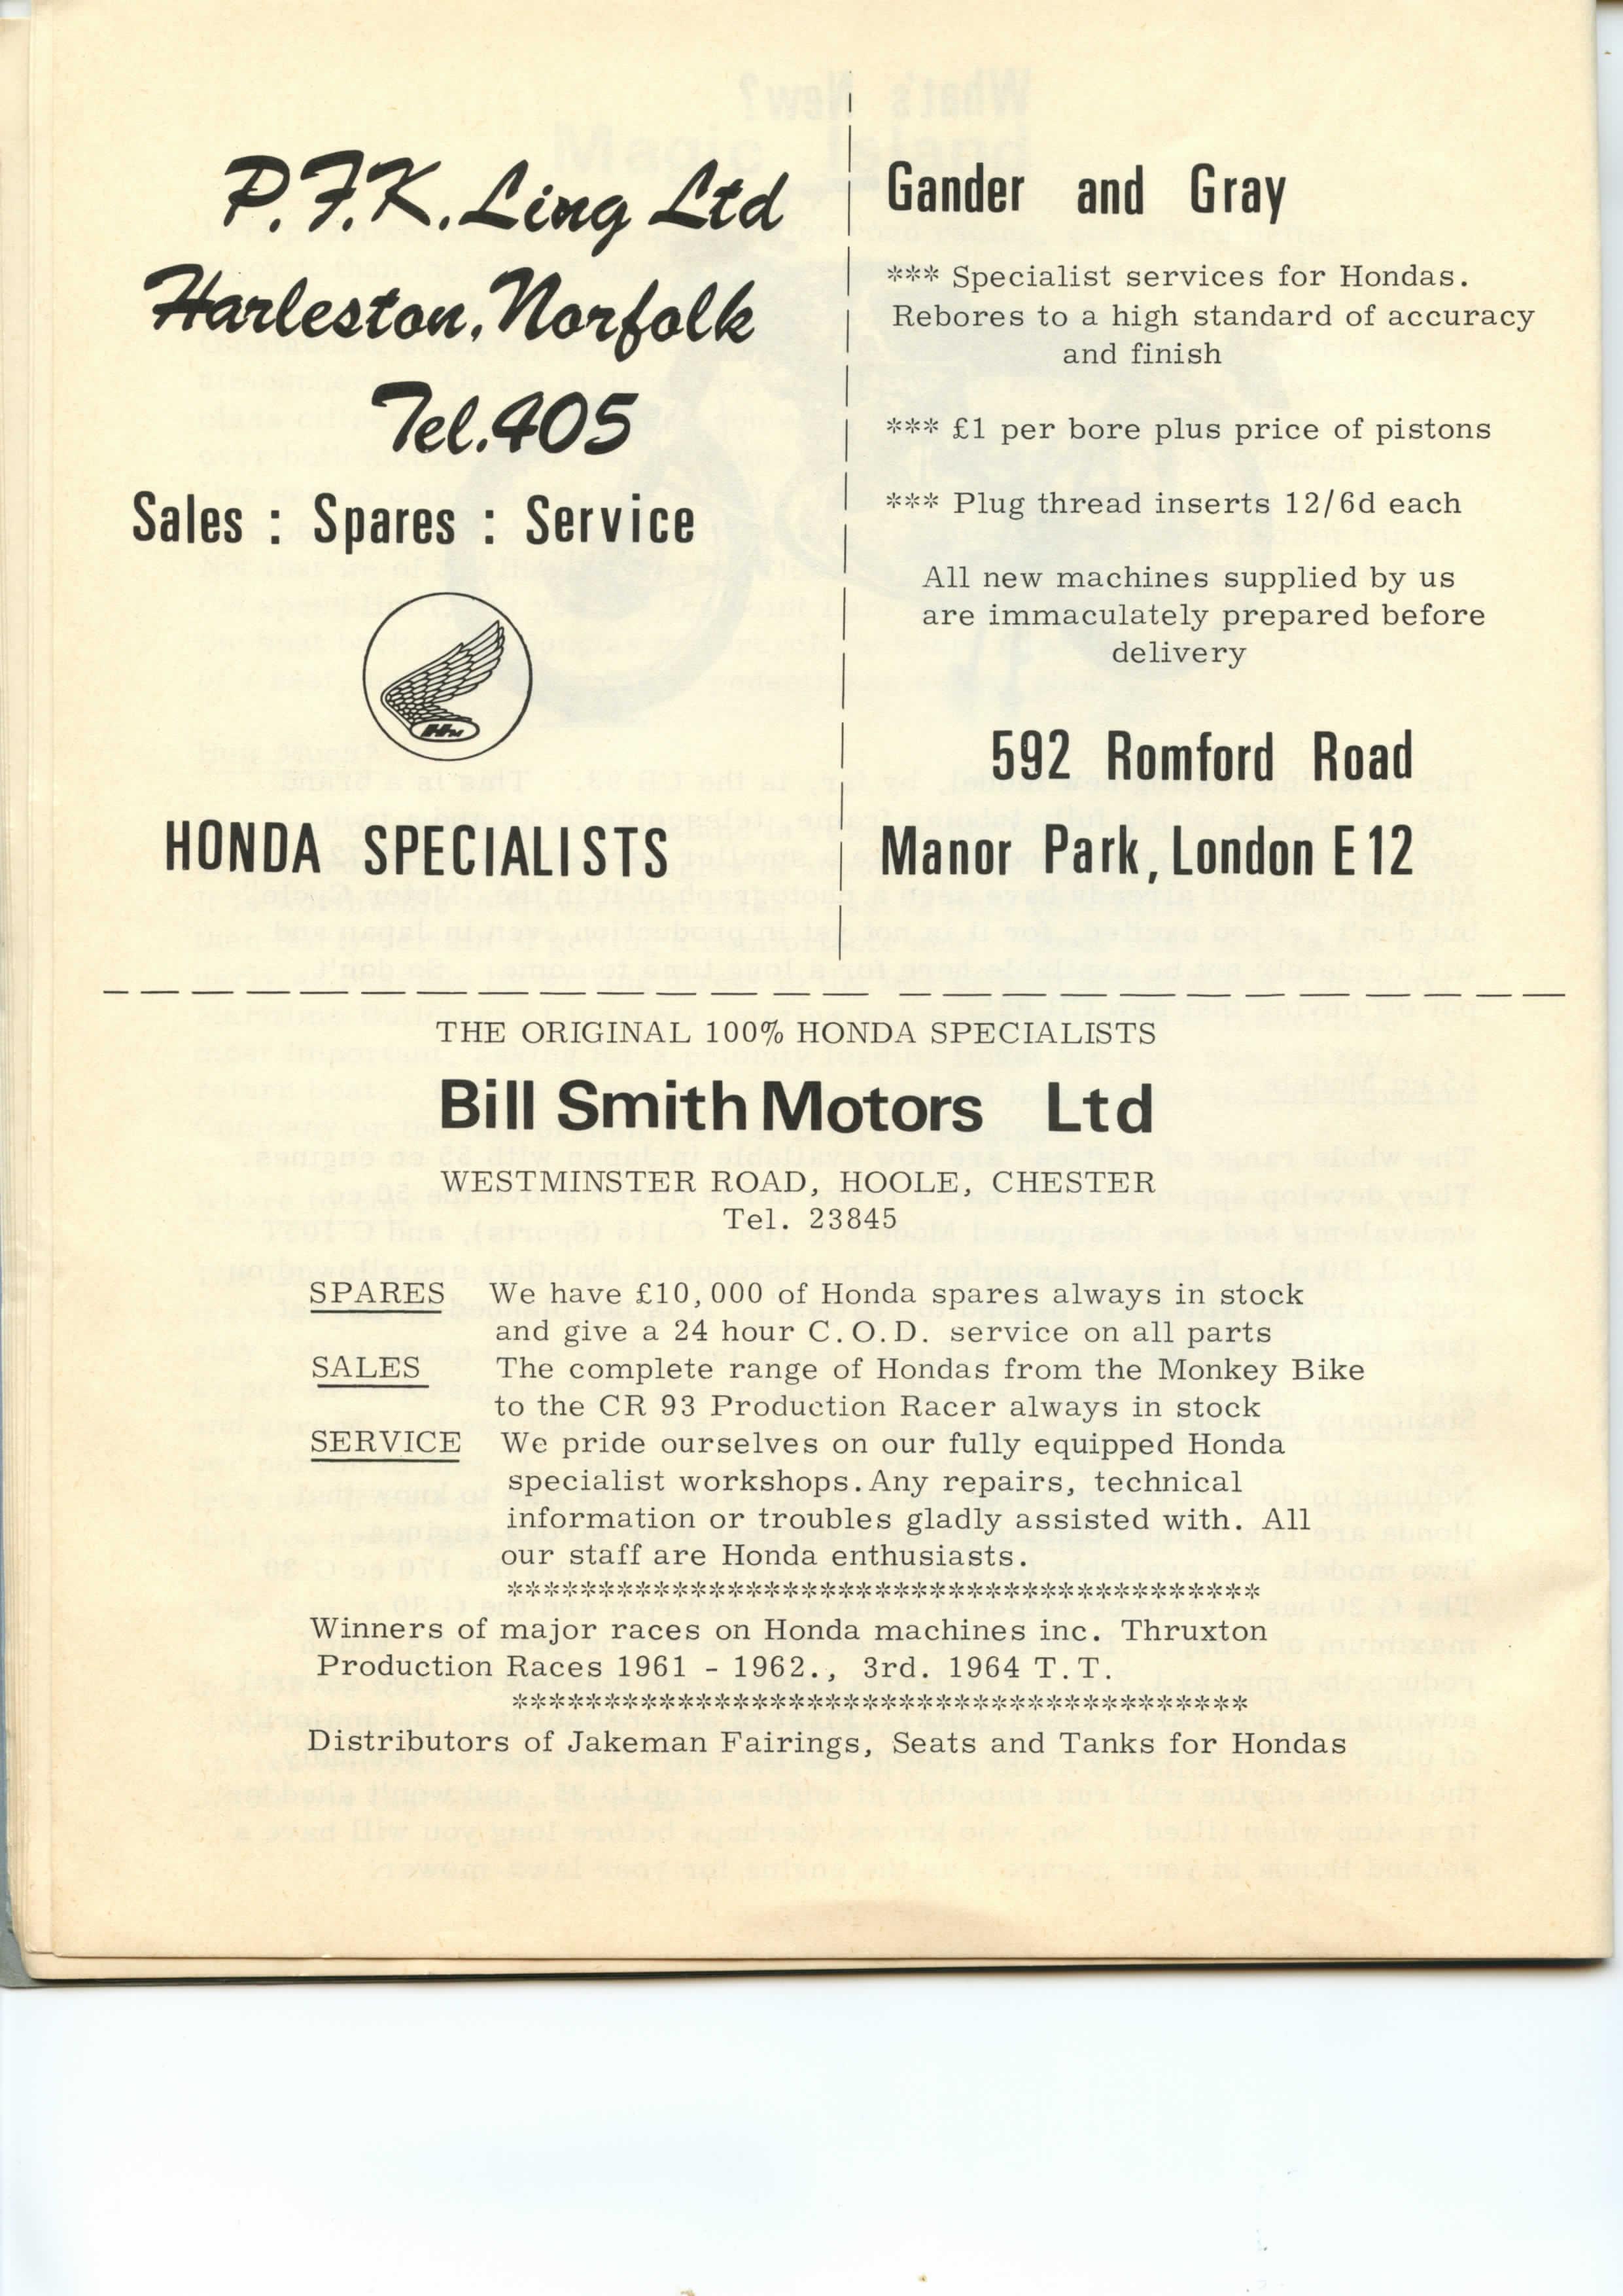 P.F.K. Ling Ltd
Harleston, Norfolk
Tel. 405
Sales : Spares : Service
HM
HONDA SPECIALISTS
Gander and Gray
*** Specialist services for Hondas.
Rebores to a high standard of accuracy
and finish
*** £1 per bore plus price of pistons
*** Plug thread inserts 12/6d each
All new machines supplied by us
are immaculately prepared before
delivery
592 Romford Road
Manor Park, London E12
THE ORIGINAL 100% HONDA SPECIALISTS
Bill Smith Motors Ltd
WESTMINSTER ROAD, HOOLE, CHESTER
Tel. 23845
SPARES We have £10,000 of Honda spares always in stock
and give a 24 hour C.O.D. service on all parts
SALES The complete range of Hondas from the Monkey Bike
to the CR 93 Production Racer always in stock
SERVICE We pride ourselves on our fully equipped Honda
specialist workshops. Any repairs, technical
information or troubles gladly assisted with. All
our staff are Honda enthusiasts.
*****************************************
Winners of major races on Honda machines inc. Thruxton
Production Races 1961 - 1962., 3rd. 1964 T.T.
****************************************
Distributors of Jakeman Fairings, Seats and Tanks for Hondas